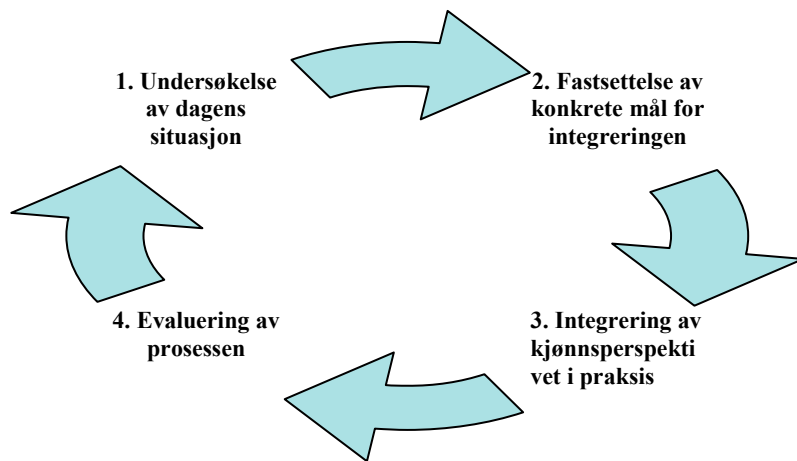 1. Undersøkelse
av dagens
situasjon
2. Fastsettelse av
konkrete mål for
integreringen
3. Integrering av
kjønnsperspekti
vet i praksis
4. Evaluering av
prosessen